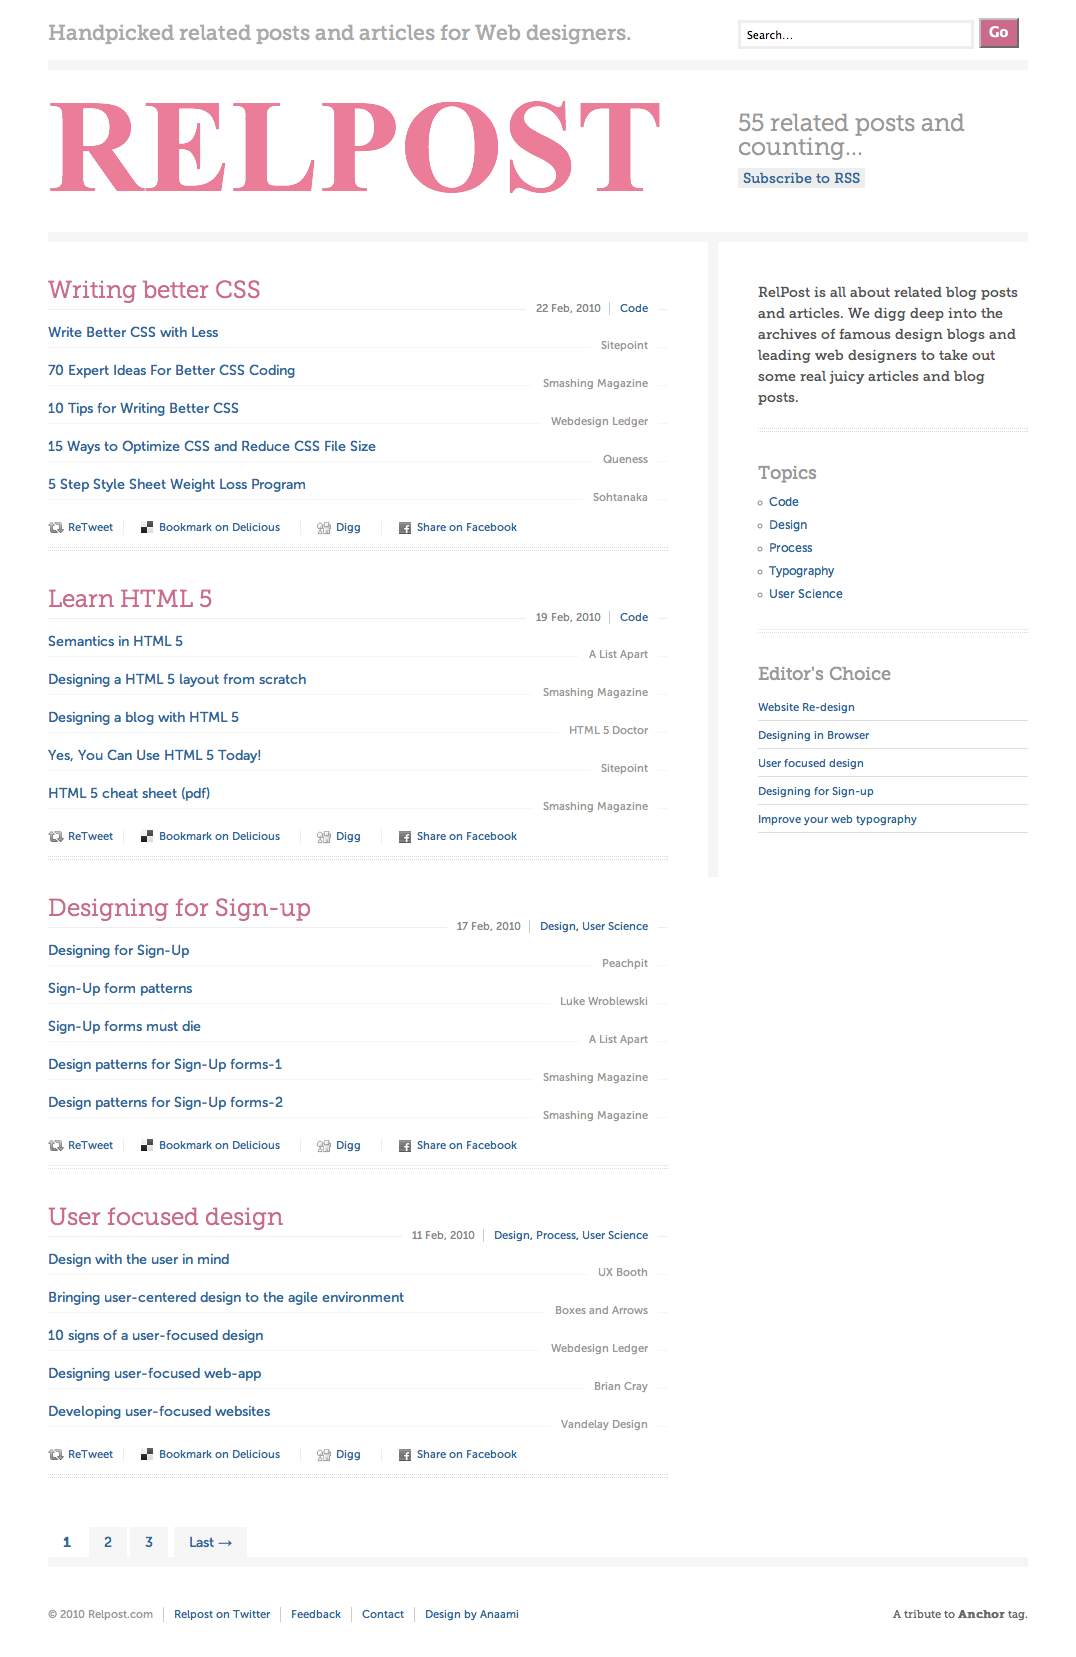 Handpicked related posts and articles for Web designers.
Search...
Go
RELPOST
55 related posts and
counting...
Subscribe to RSS
Writing better CSS
22 Feb, 2010 | Code
Write Better CSS with Less
Sitepoint
70 Expert Ideas For Better CSS Coding
Smashing Magazine
10 Tips for Writing Better CSS
Webdesign Ledger
15 Ways to Optimize CSS and Reduce CSS File Size
Queness
5 Step Style Sheet Weight Loss Program
Sohtanaka
ReTweet Bookmark on Delicious Digg Share on Facebook
Learn HTML 5
19 Feb, 2010 | Code
Semantics in HTML 5
A List Apart
Designing a HTML 5 layout from scratch
Smashing Magazine
Designing a blog with HTML 5
HTML 5 Doctor
Yes, You Can Use HTML 5 Today!
Sitepoint
HTML 5 cheat sheet (pdf)
Smashing Magazine
ReTweet Bookmark on Delicious Digg Share on Facebook
Designing for Sign-up
17 Feb, 2010 | Design, User Science
Designing for Sign-Up
Peachpit
Sign-Up form patterns
Luke Wroblewski
Sign-Up forms must die
A List Apart
Design patterns for Sign-Up forms-1
Smashing Magazine
Design patterns for Sign-Up forms-2
Smashing Magazine
ReTweet Bookmark on Delicious Digg Share on Facebook
User focused design
11 Feb, 2010 | Design, Process, User Science
Design with the user in mind
UX Booth
Bringing user-centered design to the agile environment
Boxes and Arrows
10 signs of a user-focused design
Webdesign Ledger
Designing user-focused web-app
Brian Cray
Developing user-focused websites
Vandelay Design
ReTweet Bookmark on Delicious Digg Share on Facebook
RelPost is all about related blog posts
and articles. We digg deep into the
archives of famous design blogs and
leading web designers to take out
some real juicy articles and blog
posts.
Topics
Code
Design
Process
Typography
User Science
Editor's Choice
Website Re-design
Designing in Browser
User focused design
Designing for Sign-up
Improve your web typography
1 2 3 Last →
© 2010 Relpost.com | Relpost on Twitter | Feedback | Contact | Design by Anaami
A tribute to Anchor tag.